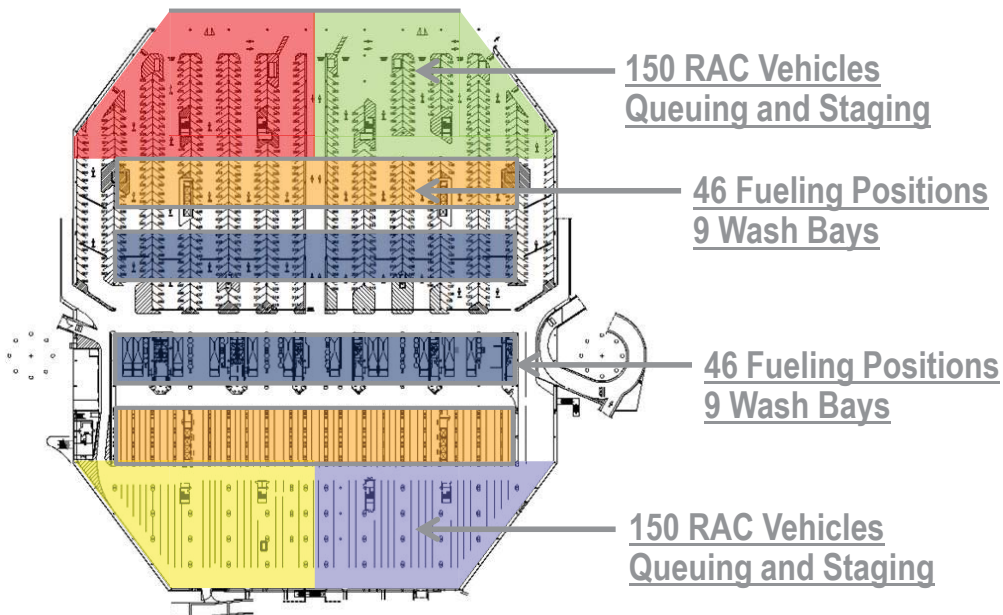 150 RAC Vehicles
Queuing and Staging
46 Fueling Positions
9 Wash Bays
46 Fueling Positions
9 Wash Bays
150 RAC Vehicles
Queuing and Staging